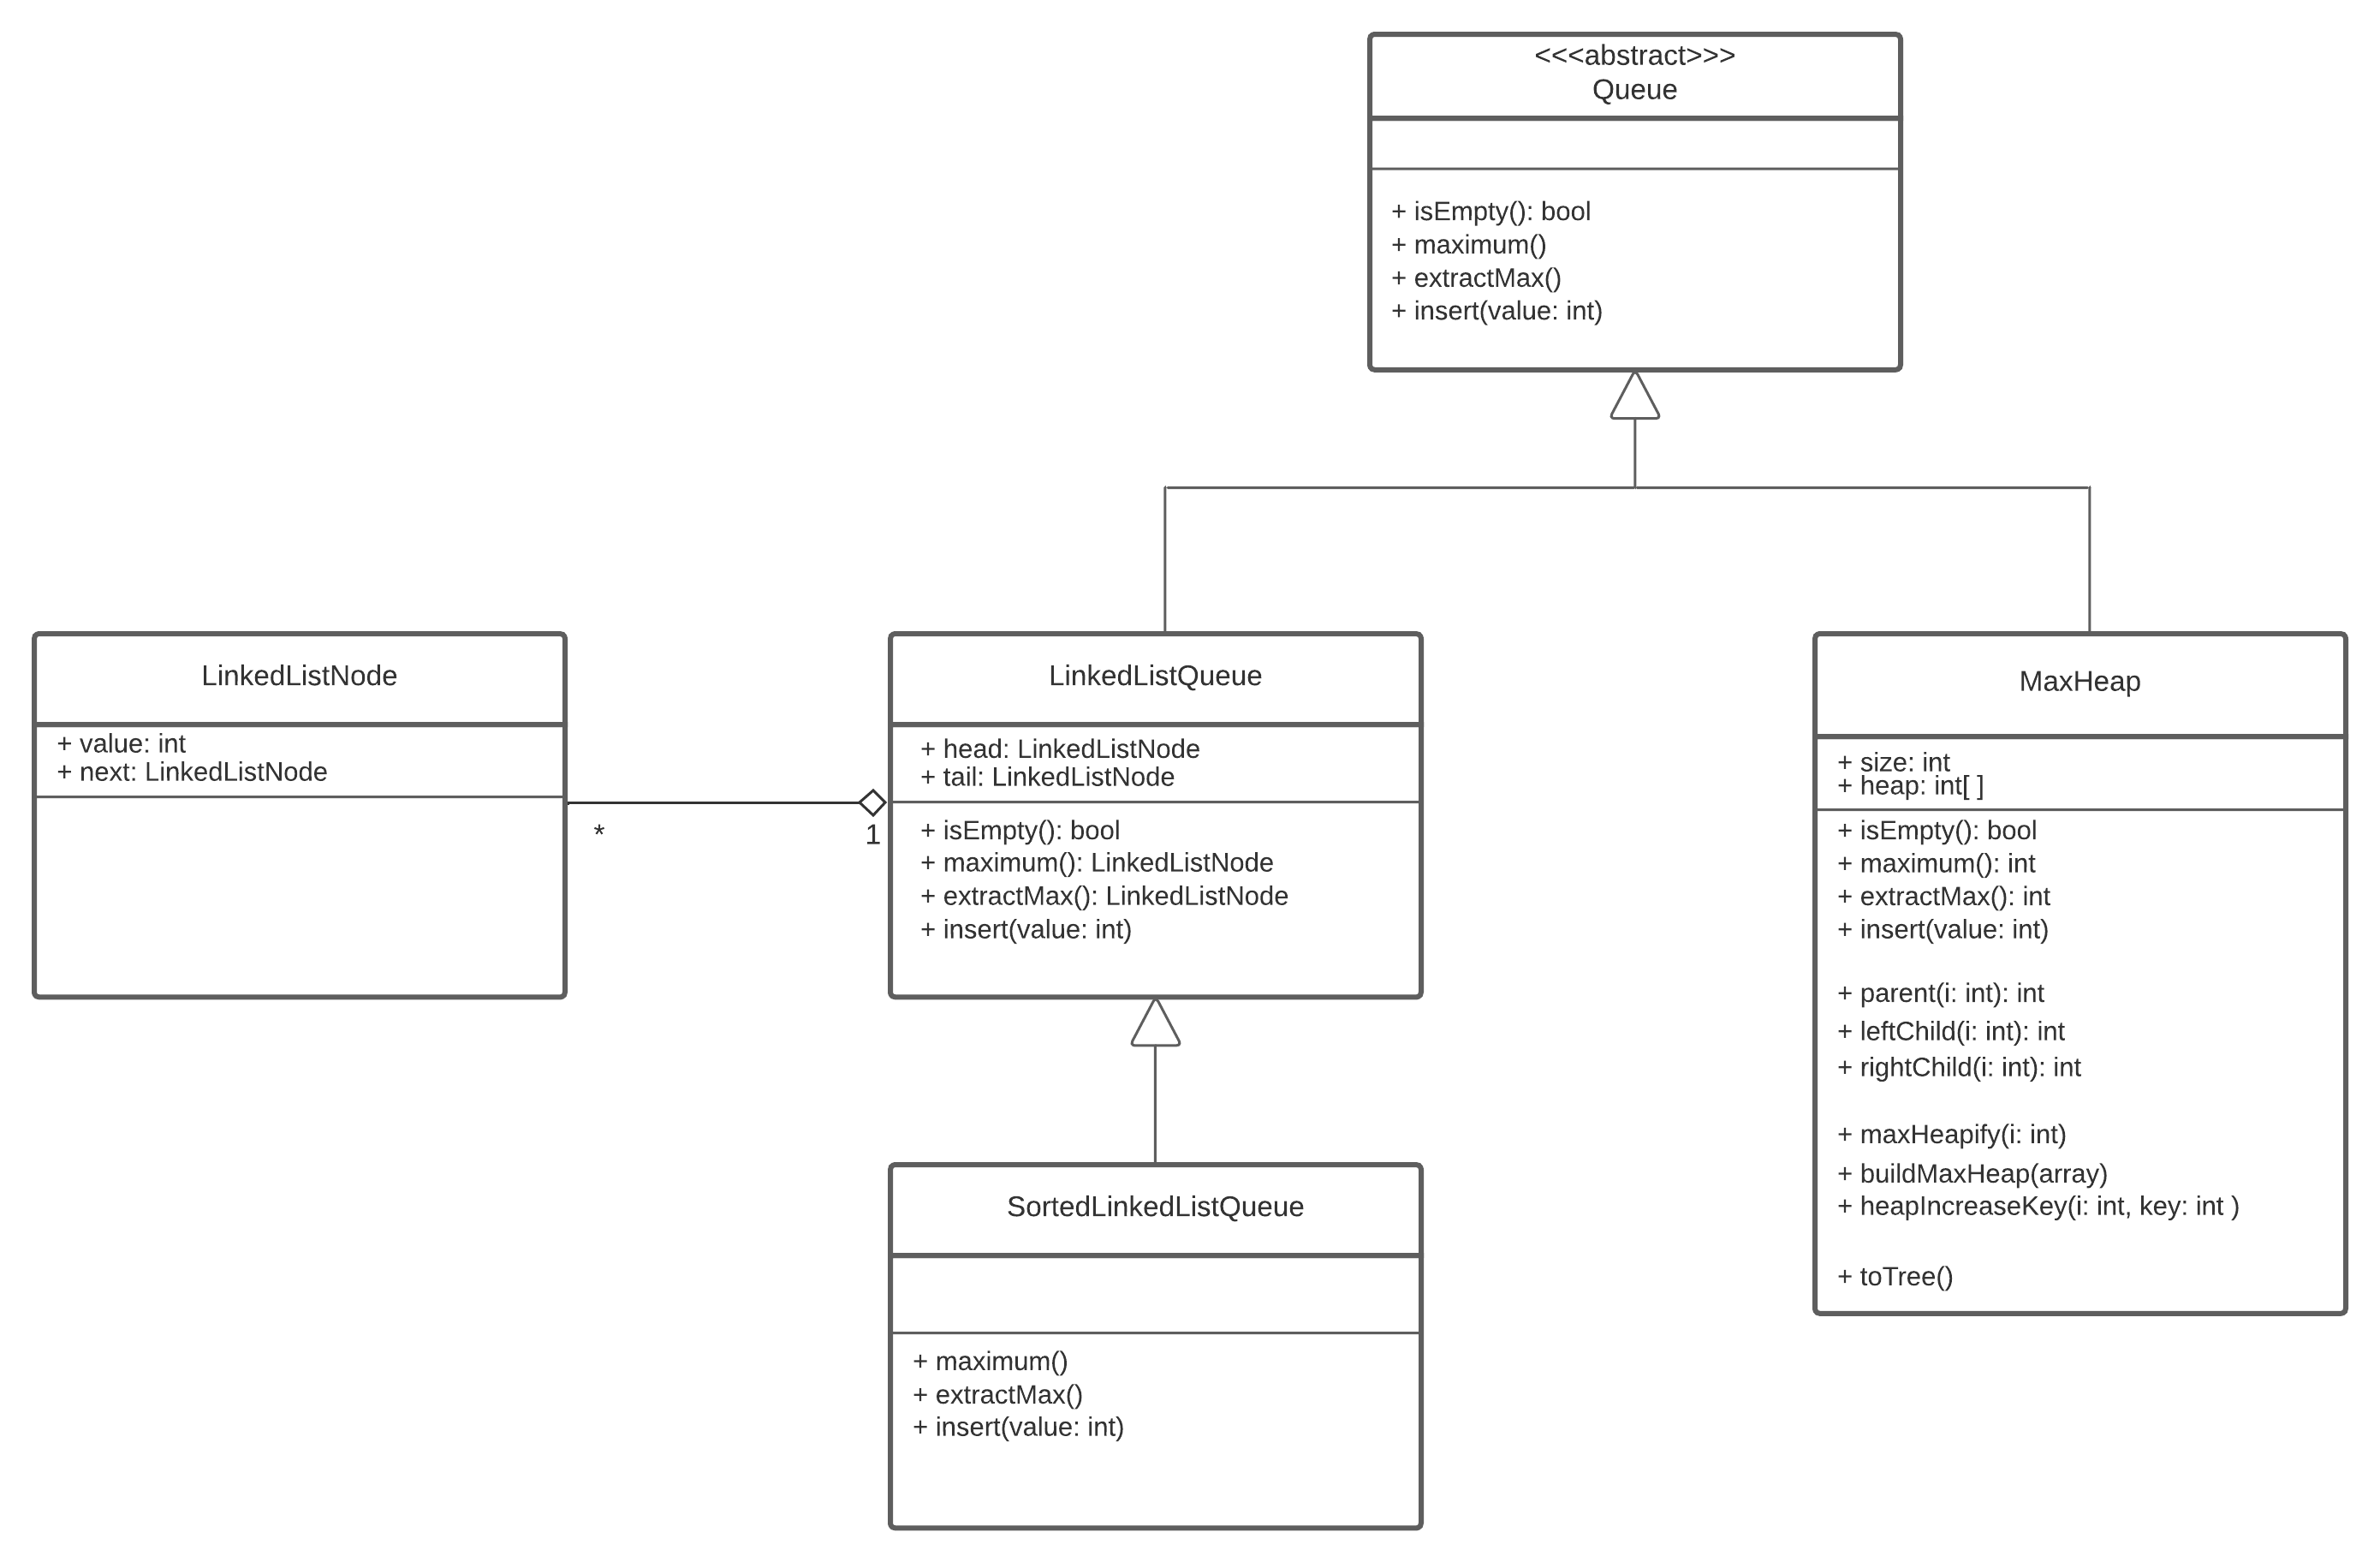 <<<abstract>>>
Queue
+ isEmpty(): bool
+ maximum()
+ extractMax()
+ insert(value: int)
LinkedListNode
+ value: int
+ next: LinkedListNode
*
1
LinkedListQueue
+ head: LinkedListNode
+ tail: LinkedListNode
+ isEmpty(): bool
+ maximum(): LinkedListNode
+ extractMax(): LinkedListNode
+ insert(value: int)
MaxHeap
+ size: int
+ heap: int[ ]
+ isEmpty(): bool
+ maximum(): int
+ extractMax(): int
+ insert(value: int)
+ parent(i: int): int
+ leftChild(i: int): int
+ rightChild(i: int): int
+ maxHeapify(i: int)
+ buildMaxHeap(array)
+ heapIncreaseKey(i: int, key: int )
+ toTree()
SortedLinkedListQueue
+ maximum()
+ extractMax()
+ insert(value: int)